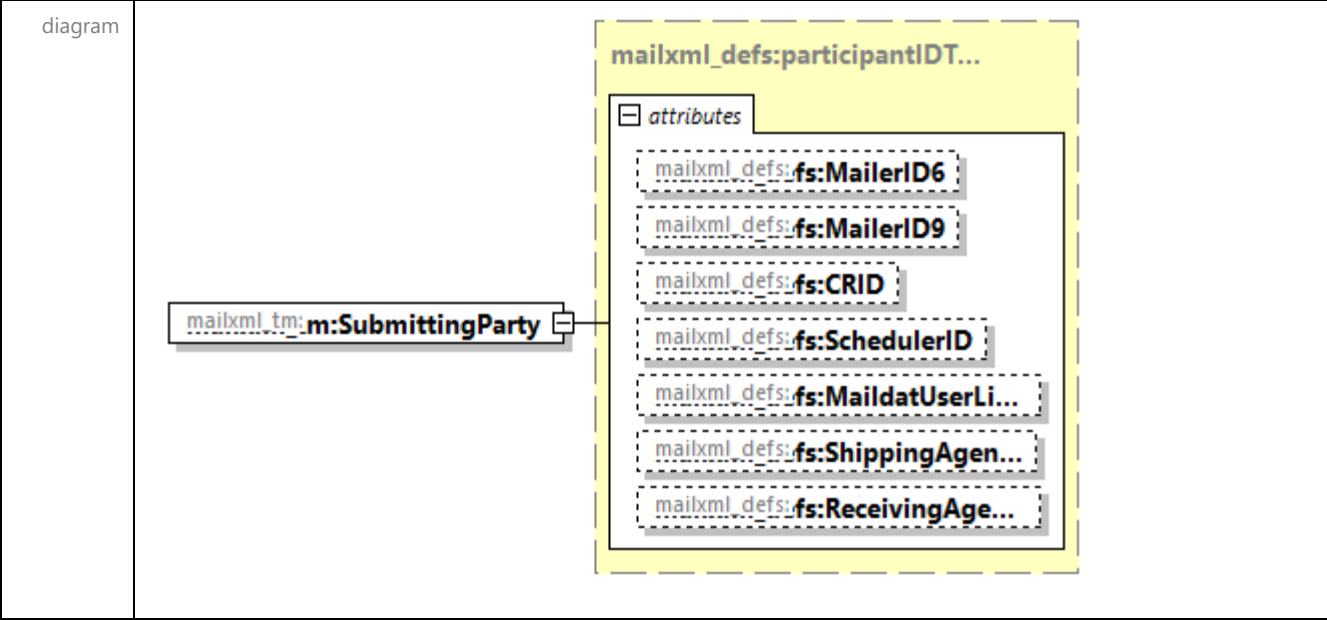 diagram
mailxml_defs:participantIDT...
attributes
mailxml_defs:fs:MailerID6
mailxml_defs:fs:MailerID9
mailxml_defs:fs:CRID
mailxml_tm:m:SubmittingParty
mailxml_defs:fs:SchedulerID
mailxml_defs:fs:MaildatUserLi...
mailxml_defs:fs:ShippingAgen...
mailxml_defs:fs:ReceivingAge...